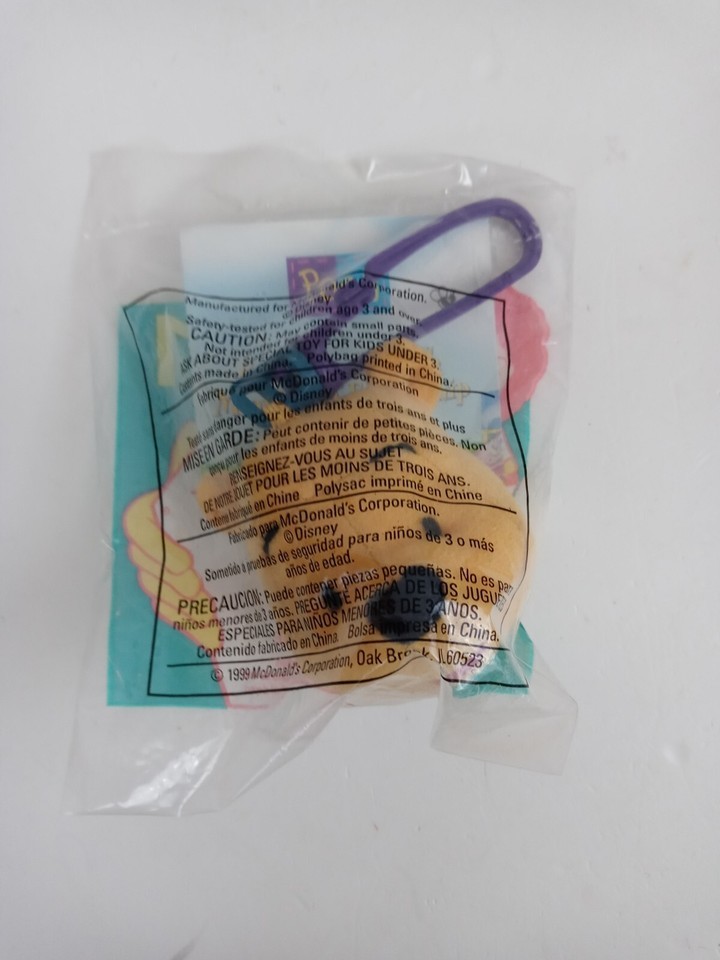 Manufactured for McDonald's Corporation.
© Disney
Safety-tested for children age 3 and over.
CAUTION: May contain small parts.
Not intended for children under 3.
ASK ABOUT SPECIAL TOY FOR KIDS UNDER 3.
Contents made in China. Polybag printed in China.
Fabriqué pour McDonald's Corporation
© Disney
Testé sans danger pour les enfants de trois ans et plus
MISE EN GARDE: Peut contenir de petites pièces. Non
conçu pour les enfants de moins de trois ans.
RENSEIGNEZ-VOUS AU SUJET
DE NOTRE JOUET POUR LES MOINS DE TROIS ANS.
Contenu fabriqué en Chine Polysac imprimé en Chine
Fabricado para McDonald's Corporation.
© Disney
Sometido a pruebas de seguridad para niños de 3 o más
años de edad.
PRECAUCION: Puede contener piezas pequeñas. No es para
niños menores de 3 años. PREGUNTE ACERCA DE LOS JUGUETES
ESPECIALES PARA NIÑOS MENORES DE 3 AÑOS.
Contenido fabricado en China Bolsa impresa en China.
© 1999 McDonald's Corporation, Oak Brook, IL 60523